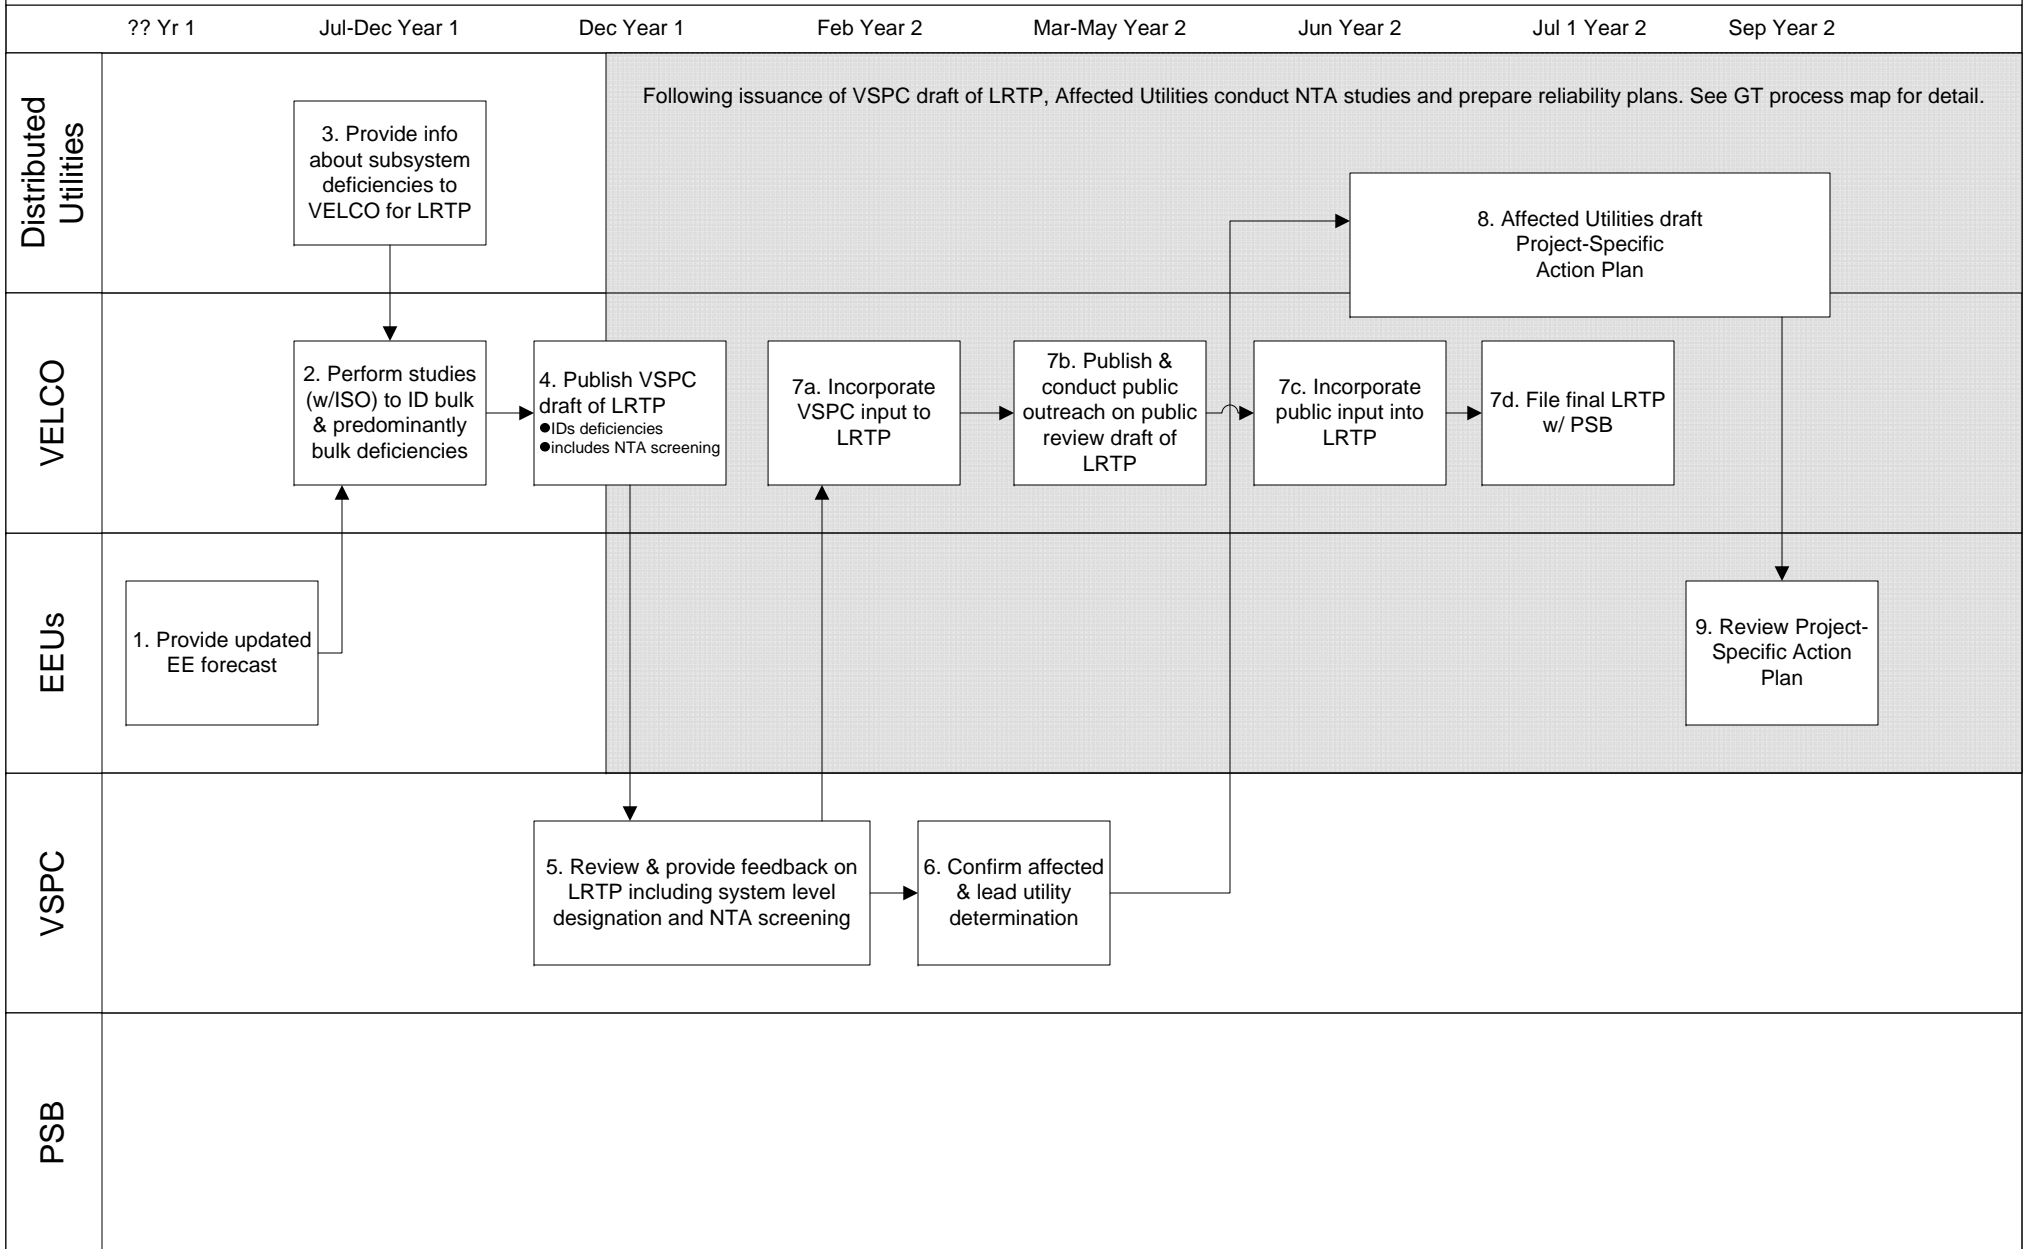 ?? Yr 1
Jul-Dec Year 1
Dec Year 1
Feb Year 2
Mar-May Year 2
Jun Year 2
Jul 1 Year 2
Sep Year 2
Distributed
Utilities
Following issuance of VSPC draft of LRTP, Affected Utilities conduct NTA studies and prepare reliability plans. See GT process map for detail.
3. Provide info
about subsystem
deficiencies to
VELCO for LRTP
8. Affected Utilities draft
Project-Specific
Action Plan
VELCO
2. Perform studies
(w/ISO) to ID bulk
& predominantly
bulk deficiencies
4. Publish VSPC
draft of LRTP
●IDs deficiencies
●includes NTA screening
7a. Incorporate
VSPC input to
LRTP
7b. Publish &
conduct public
outreach on public
review draft of
LRTP
7c. Incorporate
public input into
LRTP
7d. File final LRTP
w/ PSB
EEUs
1. Provide updated
EE forecast
9. Review Project-
Specific Action
Plan
VSPC
5. Review & provide feedback on
LRTP including system level
designation and NTA screening
6. Confirm affected
& lead utility
determination
PSB